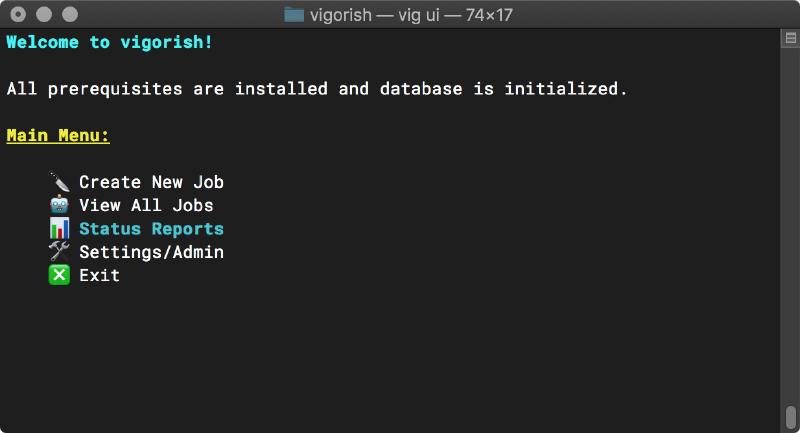 vigorish — vig ui — 74×17
Welcome to vigorish!
All prerequisites are installed and database is initialized.
Main Menu:
Create New Job
View All Jobs
Status Reports
Settings/Admin
Exit